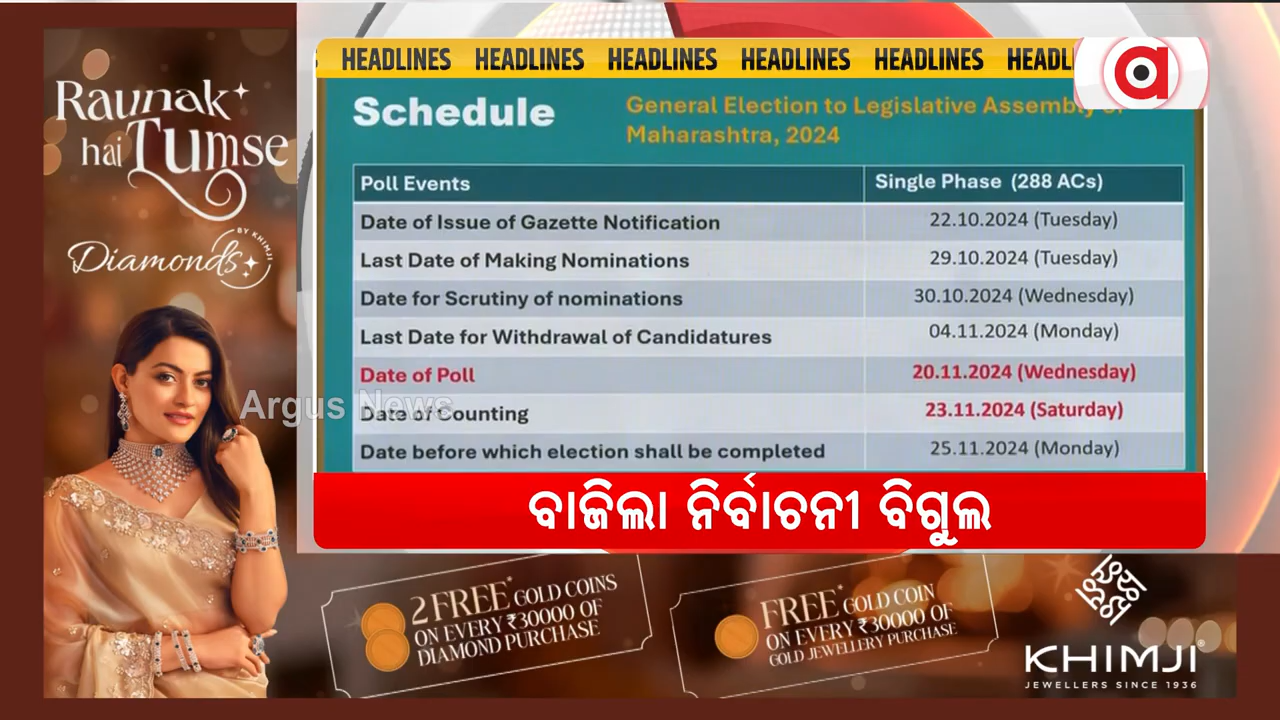 Raunak
hai Tumse
Diamonds
BY KHIMJI
HEADLINES HEADLINES HEADLINES HEADLINES HEADLINES HEADL
a
Schedule
General Election to Legislative Assembly of
Maharashtra, 2024
Poll Events Single Phase (288 ACs)
Date of Issue of Gazette Notification 22.10.2024 (Tuesday)
Last Date of Making Nominations 29.10.2024 (Tuesday)
Date for Scrutiny of nominations 30.10.2024 (Wednesday)
Last Date for Withdrawal of Candidatures 04.11.2024 (Monday)
Date of Poll 20.11.2024 (Wednesday)
Argus News
Date of Counting 23.11.2024 (Saturday)
Date before which election shall be completed 25.11.2024 (Monday)
ବାଜିଲା ନିର୍ବାଚନୀ ବିଗୁଲ
2 FREE* GOLD COINS
ON EVERY ₹30000 OF
DIAMOND PURCHASE
FREE* GOLD COIN
ON EVERY ₹30000 OF
GOLD JEWELLERY PURCHASE
KHIMJI®
JEWELLERS SINCE 1936